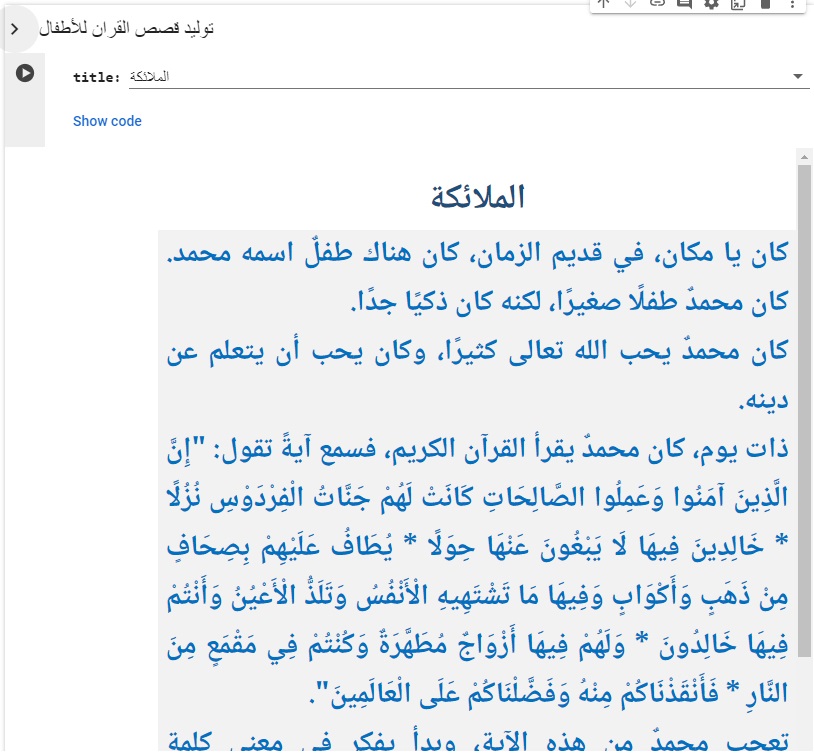 توليد قصص القران للأطفال
title: الملائكة
Show code
الملائكة
كان يا مكان، في قديم الزمان، كان هناك طفلٌ اسمه محمد.
كان محمدٌ طفلًا صغيرًا، لكنه كان ذكيًا جدًا.
كان محمدٌ يحب الله تعالى كثيرًا، وكان يحب أن يتعلم عن
دينه.
ذات يوم، كان محمدٌ يقرأ القرآن الكريم، فسمع آيةً تقول: "إِنَّ
الَّذِينَ آمَنُوا وَعَمِلُوا الصَّالِحَاتِ كَانَتْ لَهُمْ جَنَّاتُ الْفِرْدَوْسِ نُزُلًا
* خَالِدِينَ فِيهَا لَا يَبْغُونَ عَنْهَا حِوَلًا * يُطَافُ عَلَيْهِمْ بِصِحَافٍ
مِنْ ذَهَبٍ وَأَكْوَابٍ وَفِيهَا مَا تَشْتَهِيهِ الْأَنْفُسُ وَتَلَذُّ الْأَعْيُنُ وَأَنْتُمْ
فِيهَا خَالِدُونَ * وَلَهُمْ فِيهَا أَزْوَاجٌ مُطَهَّرَةٌ وَكُنْتُمْ فِي مَقْمَعٍ مِنَ
النَّارِ * فَأَنْقَذْنَاكُمْ مِنْهُ وَفَضَّلْنَاكُمْ عَلَى الْعَالَمِينَ".
تعجب محمدٌ من هذه الآية، وبدأ يفكر في معنى كلمة